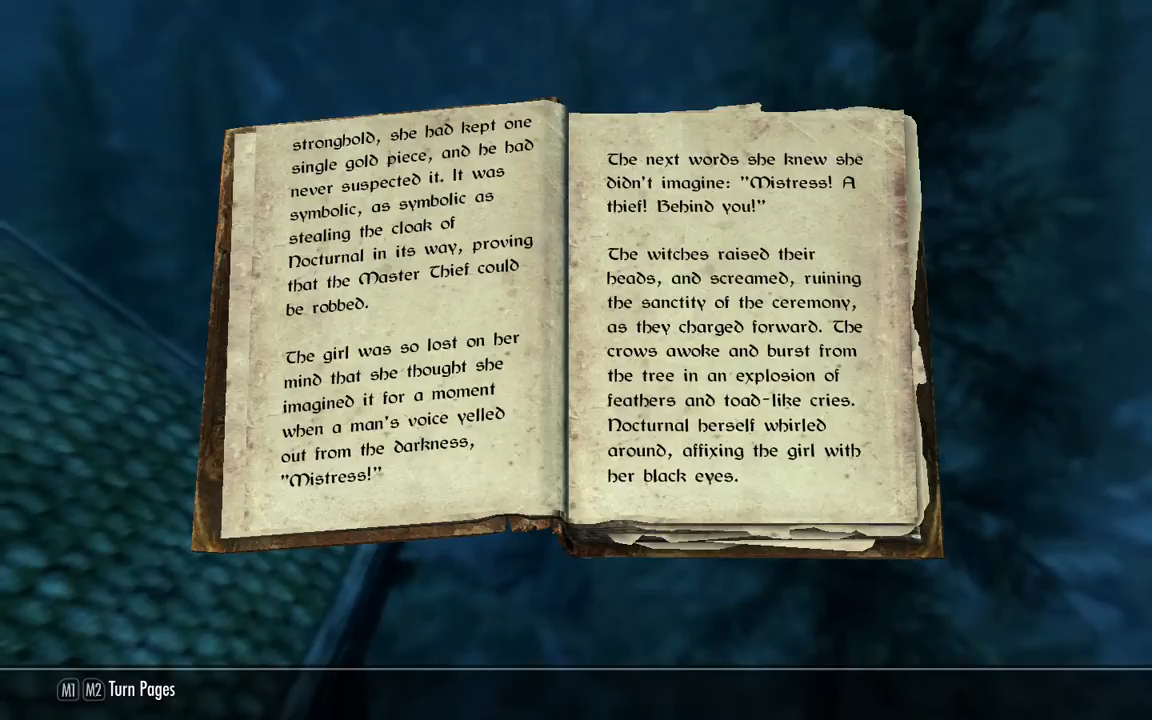 stronghold, she had kept one
single gold piece, and he had
never suspected it. It was
symbolic, as symbolic as
stealing the cloak of
Nocturnal in its way, proving
that the Master Thief could
be robbed.
The girl was so lost on her
mind that she thought she
imagined it for a moment
when a man's voice yelled
out from the darkness,
"Mistress!"
The next words she knew she
didn't imagine: "Mistress! A
thief! Behind you!"
The witches raised their
heads, and screamed, ruining
the sanctity of the ceremony,
as they charged forward. The
crows awoke and burst from
the tree in an explosion of
feathers and toad-like cries.
Nocturnal herself whirled
around, affixing the girl with
her black eyes.
M1 M2 Turn Pages